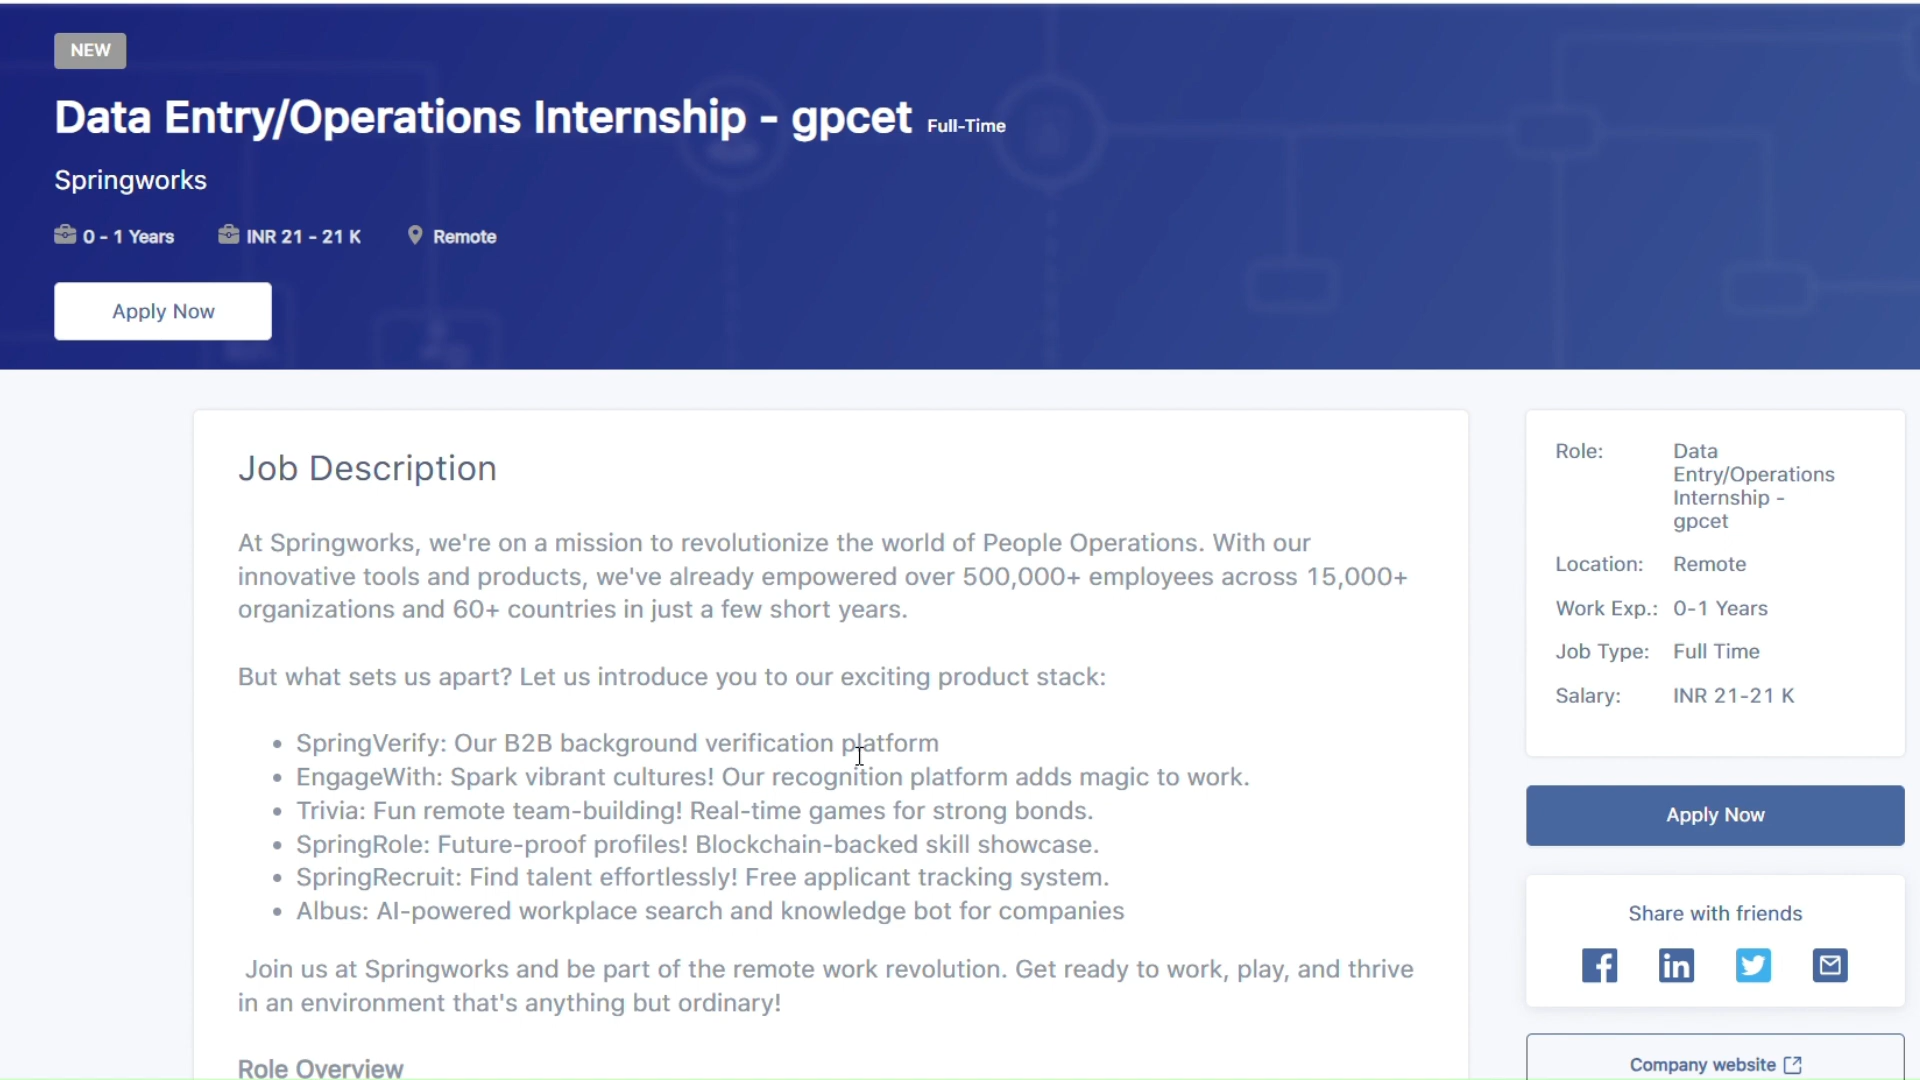 NEW
Data Entry/Operations Internship - gpcet Full-Time
Springworks
0 - 1 Years INR 21 - 21 K Remote
Apply Now
Job Description
At Springworks, we're on a mission to revolutionize the world of People Operations. With our
innovative tools and products, we've already empowered over 500,000+ employees across 15,000+
organizations and 60+ countries in just a few short years.
But what sets us apart? Let us introduce you to our exciting product stack:
• SpringVerify: Our B2B background verification platform
• EngageWith: Spark vibrant cultures! Our recognition platform adds magic to work.
• Trivia: Fun remote team-building! Real-time games for strong bonds.
• SpringRole: Future-proof profiles! Blockchain-backed skill showcase.
• SpringRecruit: Find talent effortlessly! Free applicant tracking system.
• Albus: AI-powered workplace search and knowledge bot for companies
Join us at Springworks and be part of the remote work revolution. Get ready to work, play, and thrive
in an environment that's anything but ordinary!
Role Overview
Role: Data
Entry/Operations
Internship -
gpcet
Location: Remote
Work Exp.: 0-1 Years
Job Type: Full Time
Salary: INR 21-21 K
Apply Now
Share with friends
Company website